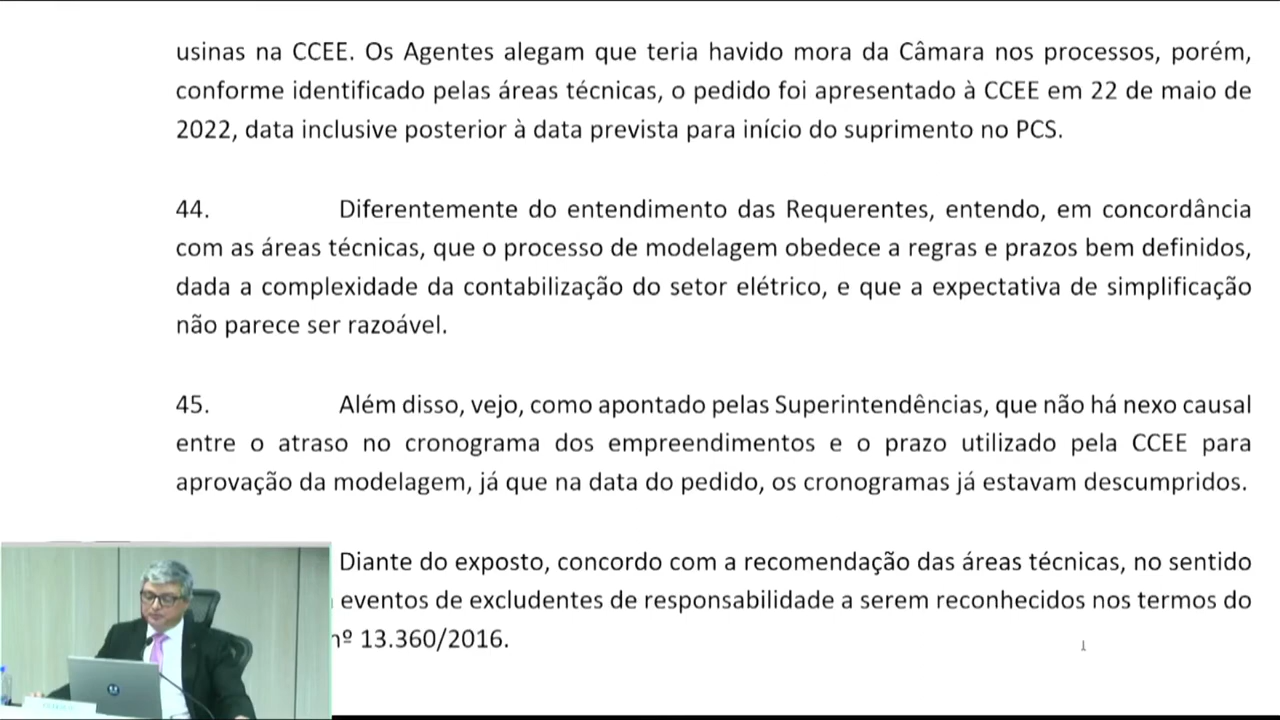 usinas na CCEE. Os Agentes alegam que teria havido mora da Câmara nos processos, porém,
conforme identificado pelas áreas técnicas, o pedido foi apresentado à CCEE em 22 de maio de
2022, data inclusive posterior à data prevista para início do suprimento no PCS.
44. Diferentemente do entendimento das Requerentes, entendo, em concordância
com as áreas técnicas, que o processo de modelagem obedece a regras e prazos bem definidos,
dada a complexidade da contabilização do setor elétrico, e que a expectativa de simplificação
não parece ser razoável.
45. Além disso, vejo, como apontado pelas Superintendências, que não há nexo causal
entre o atraso no cronograma dos empreendimentos e o prazo utilizado pela CCEE para
aprovação da modelagem, já que na data do pedido, os cronogramas já estavam descumpridos.
Diante do exposto, concordo com a recomendação das áreas técnicas, no sentido
eventos de excludentes de responsabilidade a serem reconhecidos nos termos do
nº 13.360/2016.